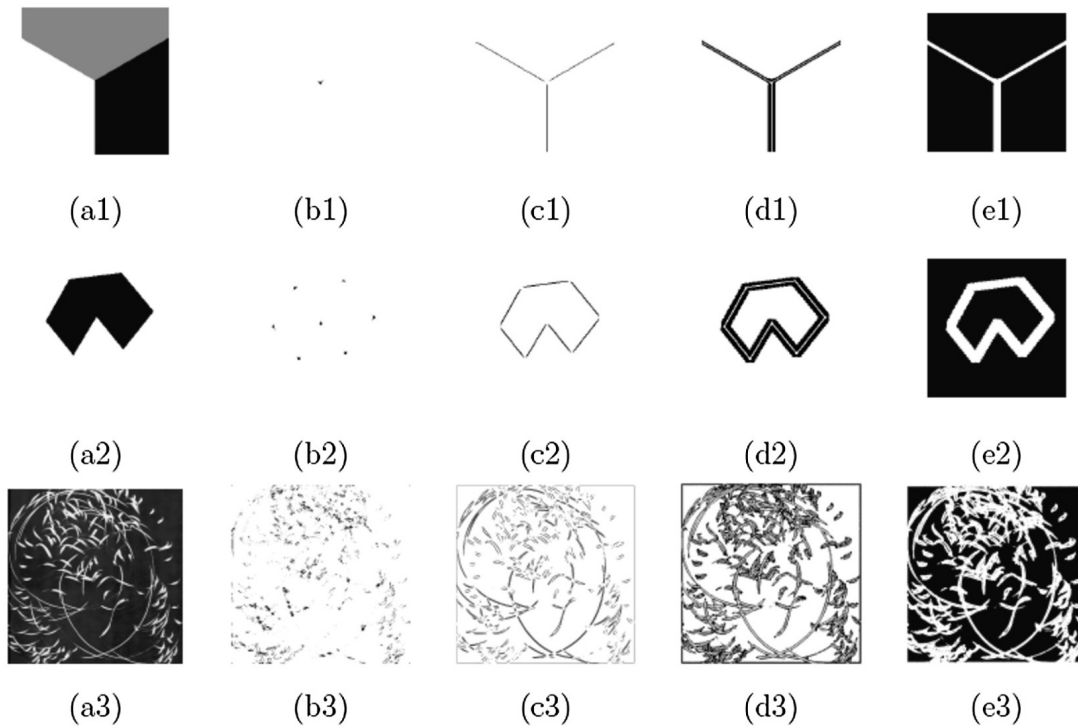 (a1) (b1) (c1) (d1) (e1)
(a2) (b2) (c2) (d2) (e2)
(a3) (b3) (c3) (d3) (e3)